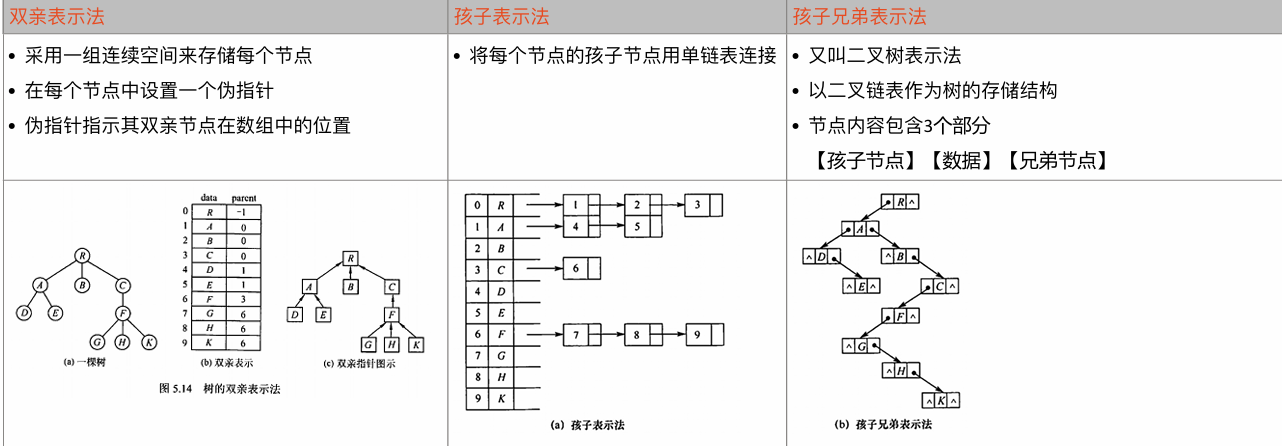 双亲表示法
采用一组连续空间来存储每个节点
在每个节点中设置一个伪指针
伪指针指示其双亲节点在数组中的位置
孩子表示法
将每个节点的孩子节点用单链表连接
孩子兄弟表示法
又叫二叉树表示法
以二叉链表作为树的存储结构
节点内容包含3个部分
【孩子节点】【数据】【兄弟节点】
R
A B C
D E F
G H K
(a) 一棵树
data parent
0 R -1
1 A 0
2 B 0
3 C 0
4 D 1
5 E 1
6 F 3
7 G 6
8 H 6
9 K 6
(b) 双亲表示
R
A B C
D E F
G H K
(c) 双亲指针图示
图 5.14 树的双亲表示法
0 R 1 2 3
1 A 4 5
2 B
3 C 6
4 D
5 E
6 F 7 8 9
7 G
8 H
9 K
(a) 孩子表示法
R ^
A
^ D ^ B
^ E ^ C ^
F ^
^ G
^ H
^ K ^
(b) 孩子兄弟表示法